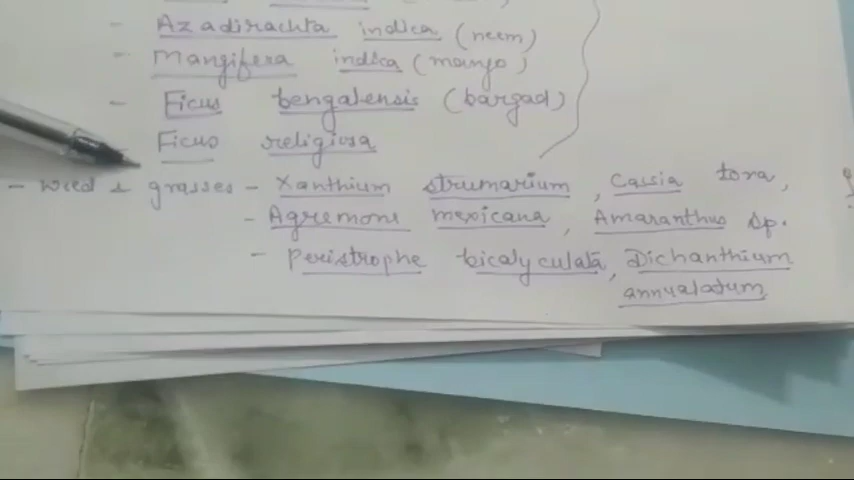 - Azadirachta indica (neem)
- Mangifera indica (mango)
- Ficus bengalensis (bargad)
Ficus religiosa
- weed & grasses - Xanthium strumarium, Cassia tora,
- Agremone mexicana, Amaranthus sp.
- Peristrophe bicalyculata, Dichanthium
annualatum